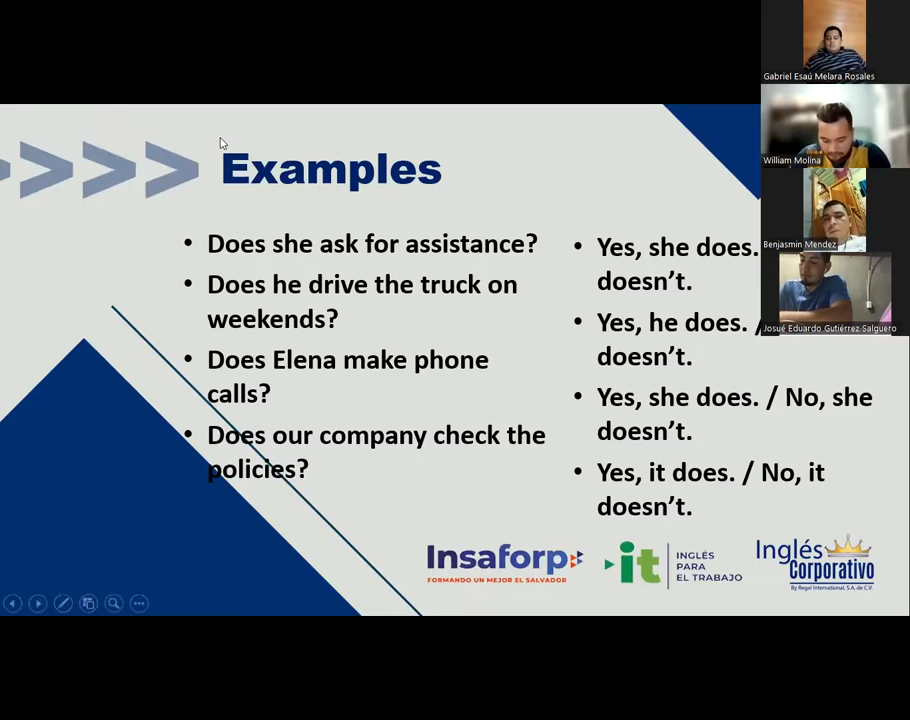 Gabriel Esaú Melara Rosales
William Molina
Benjasmin Mendez
Josué Eduardo Gutiérrez Salguero
Examples
• Does she ask for assistance?
• Does he drive the truck on
weekends?
• Does Elena make phone
calls?
• Does our company check the
policies?
• Yes, she does.
doesn’t.
• Yes, he does. /
doesn’t.
• Yes, she does. / No, she
doesn’t.
• Yes, it does. / No, it
doesn’t.
Insaforp
FORMANDO UN MEJOR EL SALVADOR
it
INGLÉS
PARA
EL TRABAJO
Inglés
Corporativo
By Regal International, S.A. de C.V.